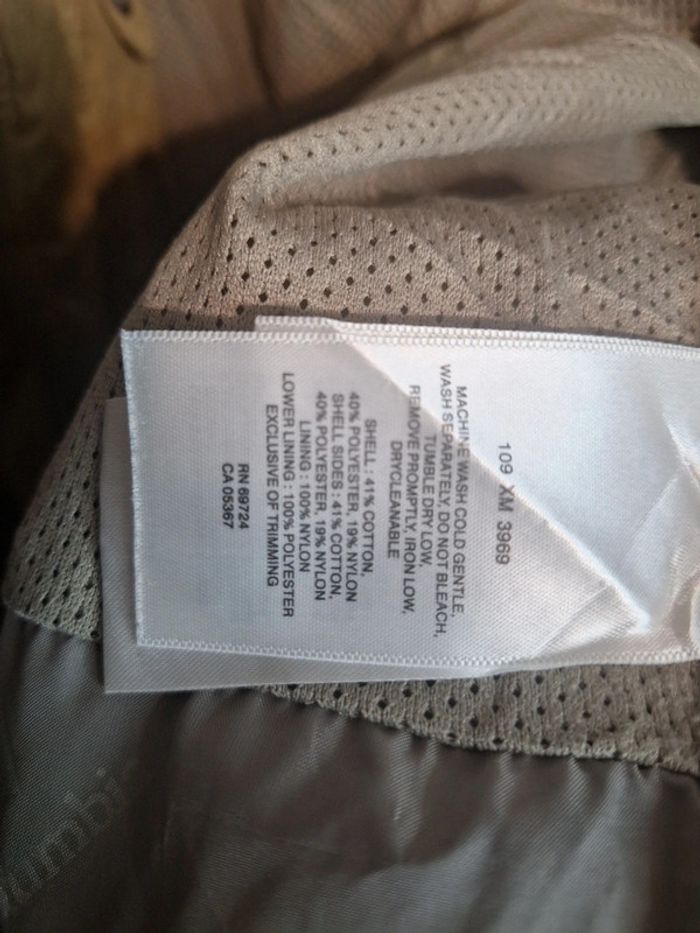 109 XM 3969
MACHINE WASH COLD GENTLE,
WASH SEPARATELY, DO NOT BLEACH,
TUMBLE DRY LOW,
REMOVE PROMPTLY, IRON LOW,
DRYCLEANABLE
SHELL : 41% COTTON,
40% POLYESTER, 19% NYLON
SHELL SIDES : 41% COTTON,
40% POLYESTER, 19% NYLON
LINING : 100% NYLON
LOWER LINING : 100% POLYESTER
EXCLUSIVE OF TRIMMING
RN 69724
CA 05367